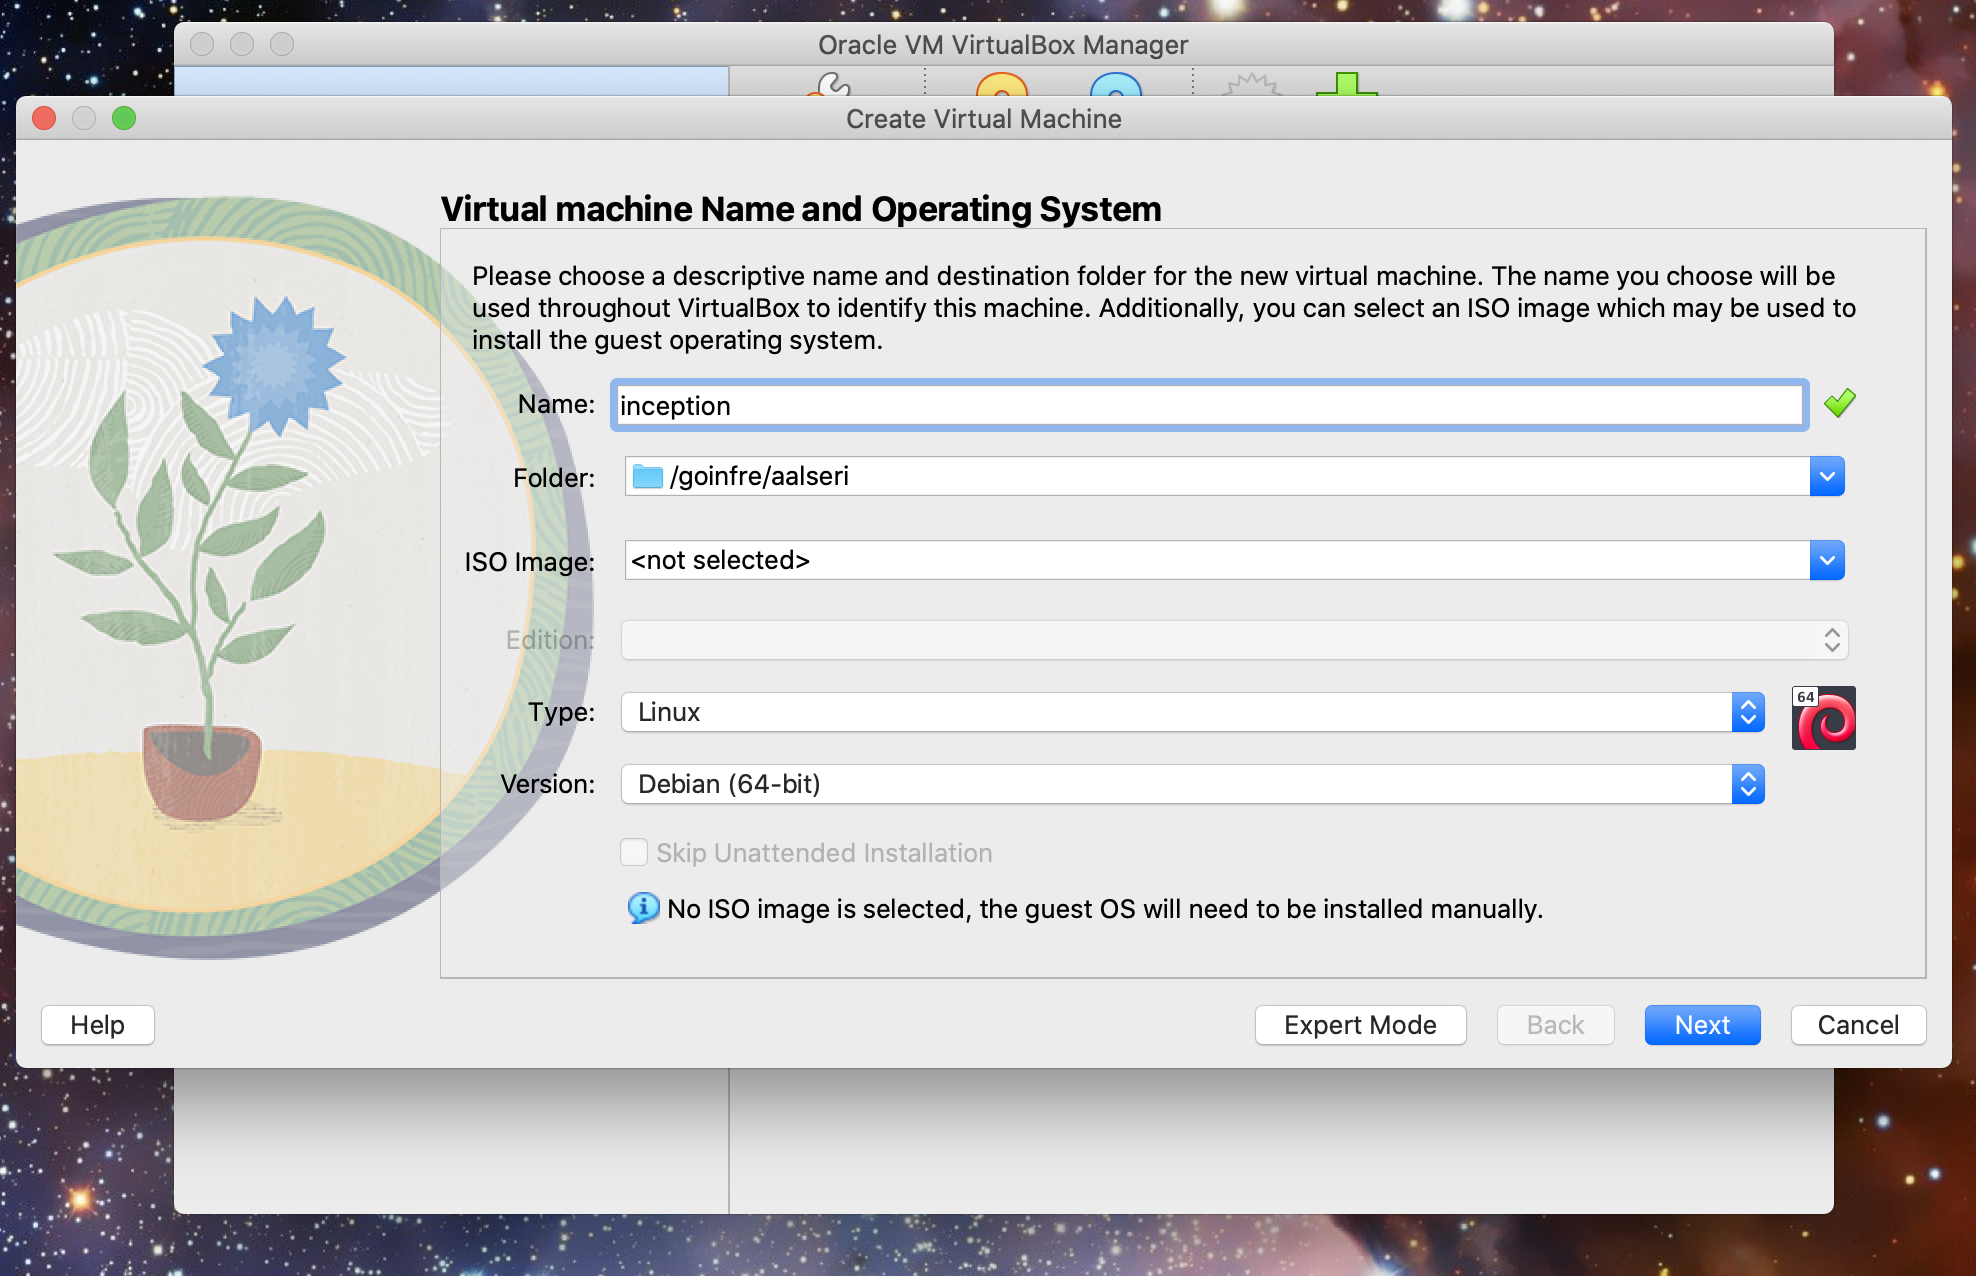 Oracle VM VirtualBox Manager
Create Virtual Machine
Virtual machine Name and Operating System
Please choose a descriptive name and destination folder for the new virtual machine. The name you choose will be
used throughout VirtualBox to identify this machine. Additionally, you can select an ISO image which may be used to
install the guest operating system.
Name: inception
Folder: /goinfre/aalseri
ISO Image: <not selected>
Edition:
Type: Linux
64
Version: Debian (64-bit)
Skip Unattended Installation
No ISO image is selected, the guest OS will need to be installed manually.
Help Expert Mode Back Next Cancel